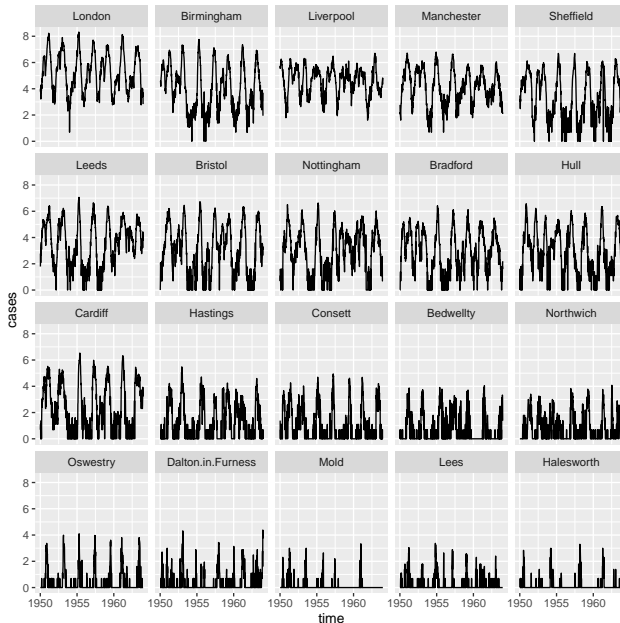 London Birmingham Liverpool Manchester Sheffield
8
6
4
2
0
Leeds Bristol Nottingham Bradford Hull
8
6
4
2
0
cases
Cardiff Hastings Consett Bedwellty Northwich
8
6
4
2
0
Oswestry Dalton.in.Furness Mold Lees Halesworth
8
6
4
2
0
1950 1955 1960 1950 1955 1960 1950 1955 1960 1950 1955 1960 1950 1955 1960
time